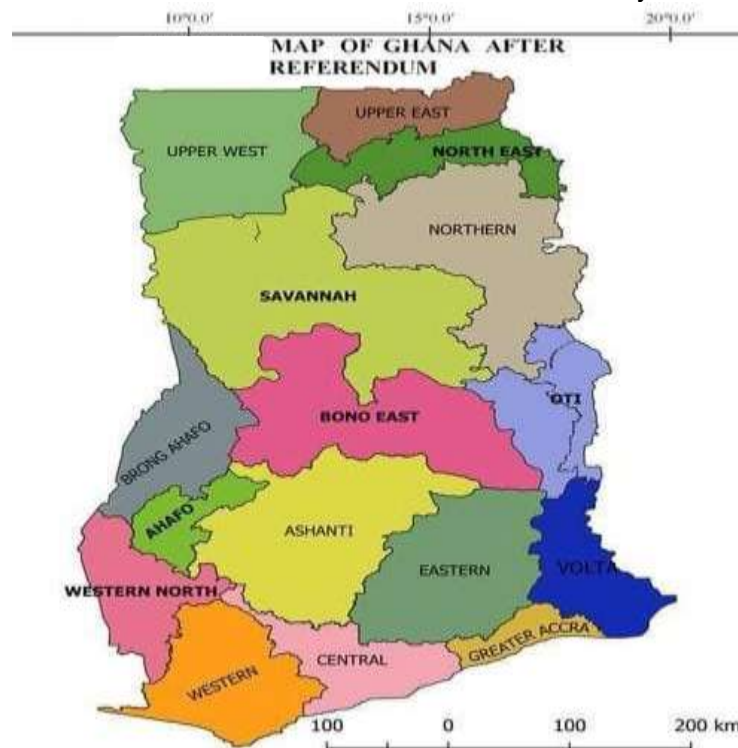 10°0.0' 15°0.0' 20°0.0'
MAP OF GHANA AFTER
REFERENDUM
UPPER EAST
UPPER WEST
NORTH EAST
NORTHERN
SAVANNAH
BONO EAST
'OTI
BRONG AHAFO
AHAFO
ASHANTI
EASTERN
VOLTA
WESTERN NORTH
GREATER ACCRA
CENTRAL
WESTERN
100 0 100 200 km